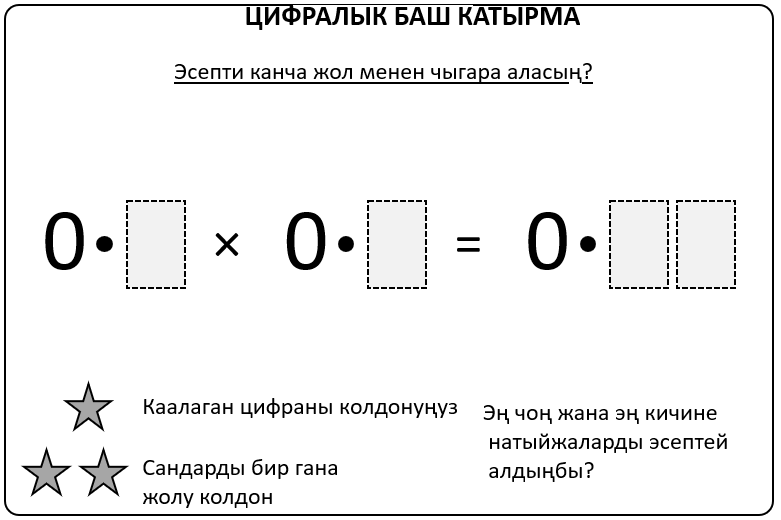 ЦИФРАЛЫК БАШ КАТЫРМА
Эсепти канча жол менен чыгара аласың?
0 • × 0 • = 0 •
Каалаган цифраны колдонуңуз
Сандарды бир гана
жолу колдон
Эң чоң жана эң кичине
натыйжаларды эсептей
алдыңбы?